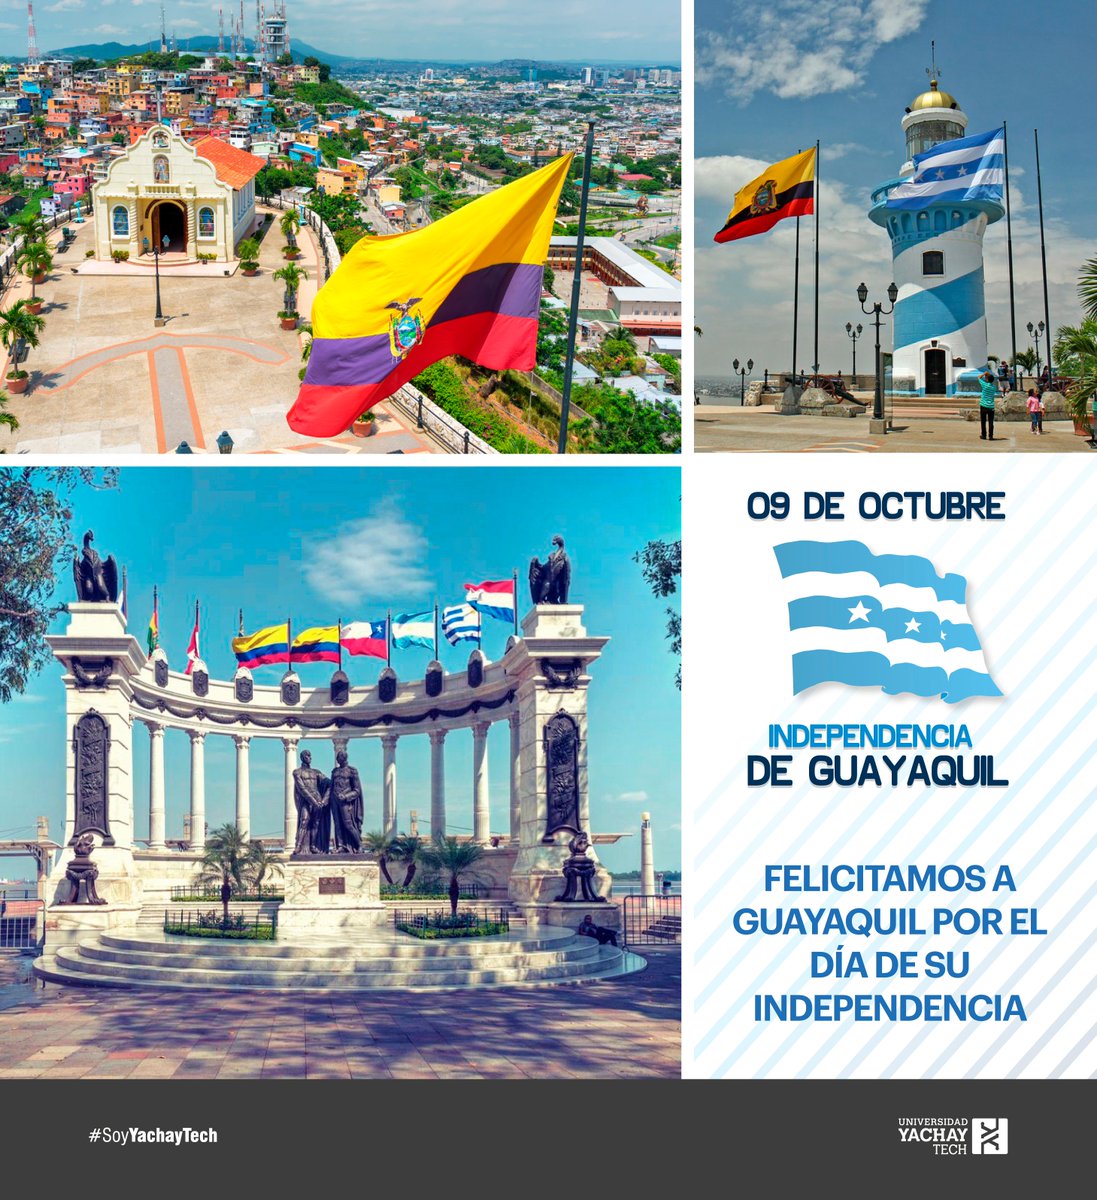 09 DE OCTUBRE
INDEPENDENCIA
DE GUAYAQUIL
FELICITAMOS A
GUAYAQUIL POR EL
DÍA DE SU
INDEPENDENCIA
#SoyYachayTech
UNIVERSIDAD
YACHAY
TECH